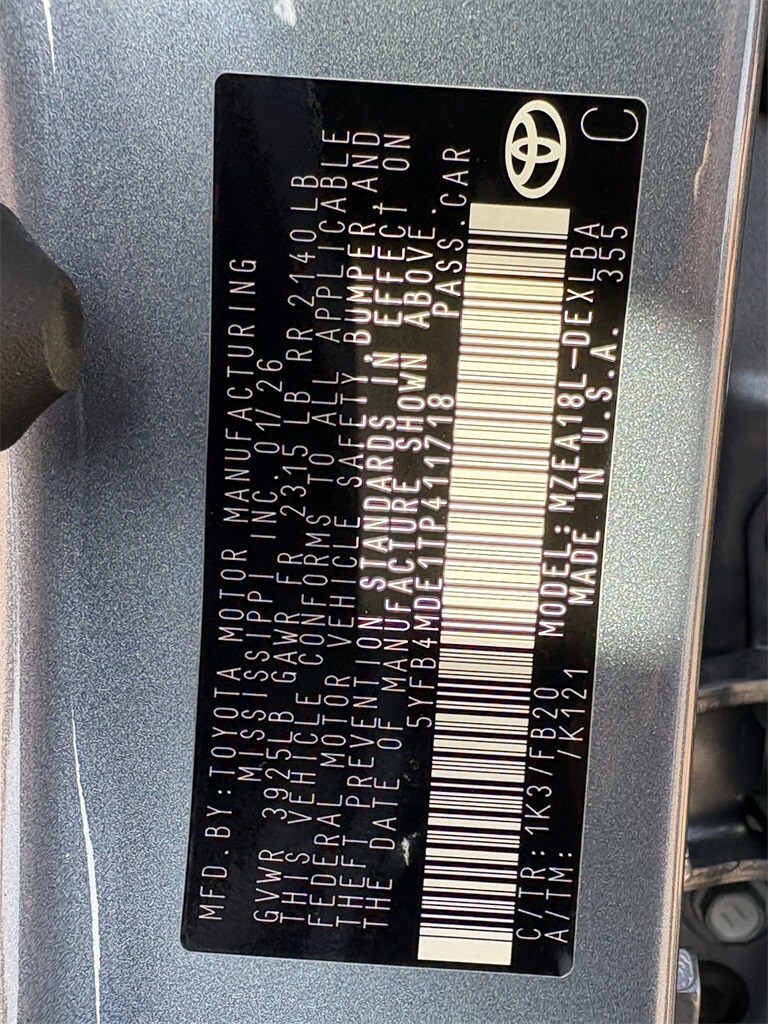 MFD.BY:TOYOTA MOTOR MANUFACTURING
MISSISSIPPI INC. 01/26
GVWR 3925LB GAWR FR 2315 LB RR 2140LB
THIS VEHICLE CONFORMS TO ALL APPLICABLE
FEDERAL MOTOR VEHICLE SAFETY, BUMPER, AND
THEFT PREVENTION STANDARDS IN EFFECT ON
THE DATE OF MANUFACTURE SHOWN ABOVE.
5YFB4MDE1TP411718 PASS.CAR
C/TR:1K3/FB20 MODEL:MZEA18L-DEXLBA
A/TM: /K121 MADE IN U.S.A. 355
C